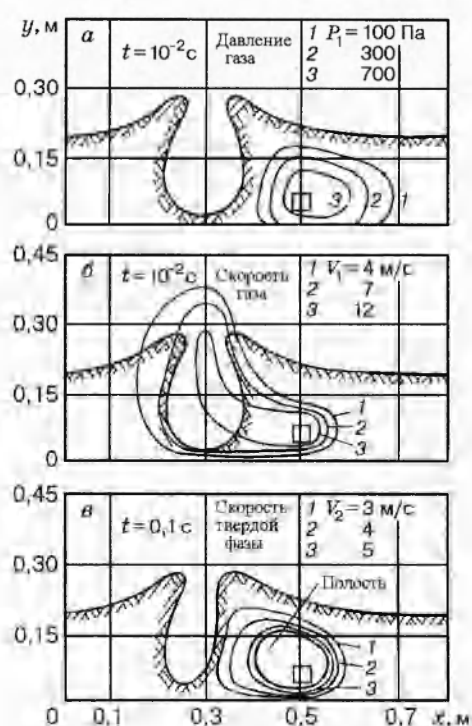 y, м
а
t = 10⁻² с
Давление газа
1 P₁ = 100 Па
2 300
3 700
0,30
0,15
0
3 2 1
0,45
б
t = 10⁻² с
Скорость газа
1 V₁ = 4 м/с
2 7
3 12
0,30
0,15
0
1
2
3
0,45
в
t = 0,1 с
Скорость твердой фазы
1 V₂ = 3 м/с
2 4
3 5
0,30
Полость
0,15
1
2
3
0 0,1 0,3 0,5 0,7 x, м